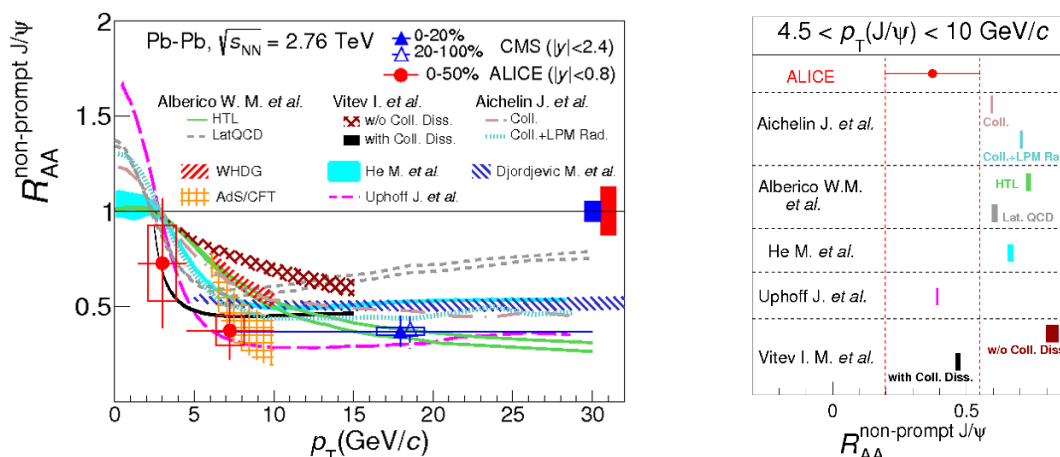 Pb-Pb, √s_NN = 2.76 TeV
0-20%
20-100%
CMS (|y|<2.4)
0-50%
ALICE (|y|<0.8)
Alberico W. M. et al.
HTL
LatQCD
Vitev I. et al.
w/o Coll. Diss.
with Coll. Diss.
Aichelin J. et al.
Coll.
Coll.+LPM Rad.
WHDG
He M. et al.
Djordjevic M. et al.
AdS/CFT
Uphoff J. et al.
R_AA^non-prompt J/ψ
2
1.5
1
0.5
0 5 10 15 20 25 30
p_T(GeV/c)
4.5 < p_T(J/ψ) < 10 GeV/c
ALICE
Aichelin J. et al.
Coll.
Coll.+LPM Ra
Alberico W.M.
et al.
HTL
Lat. QCD
He M. et al.
Uphoff J. et al.
Vitev I. M. et al.
w/o Coll. Diss
with Coll. Diss.
0 0.5
R_AA^non-prompt J/ψ